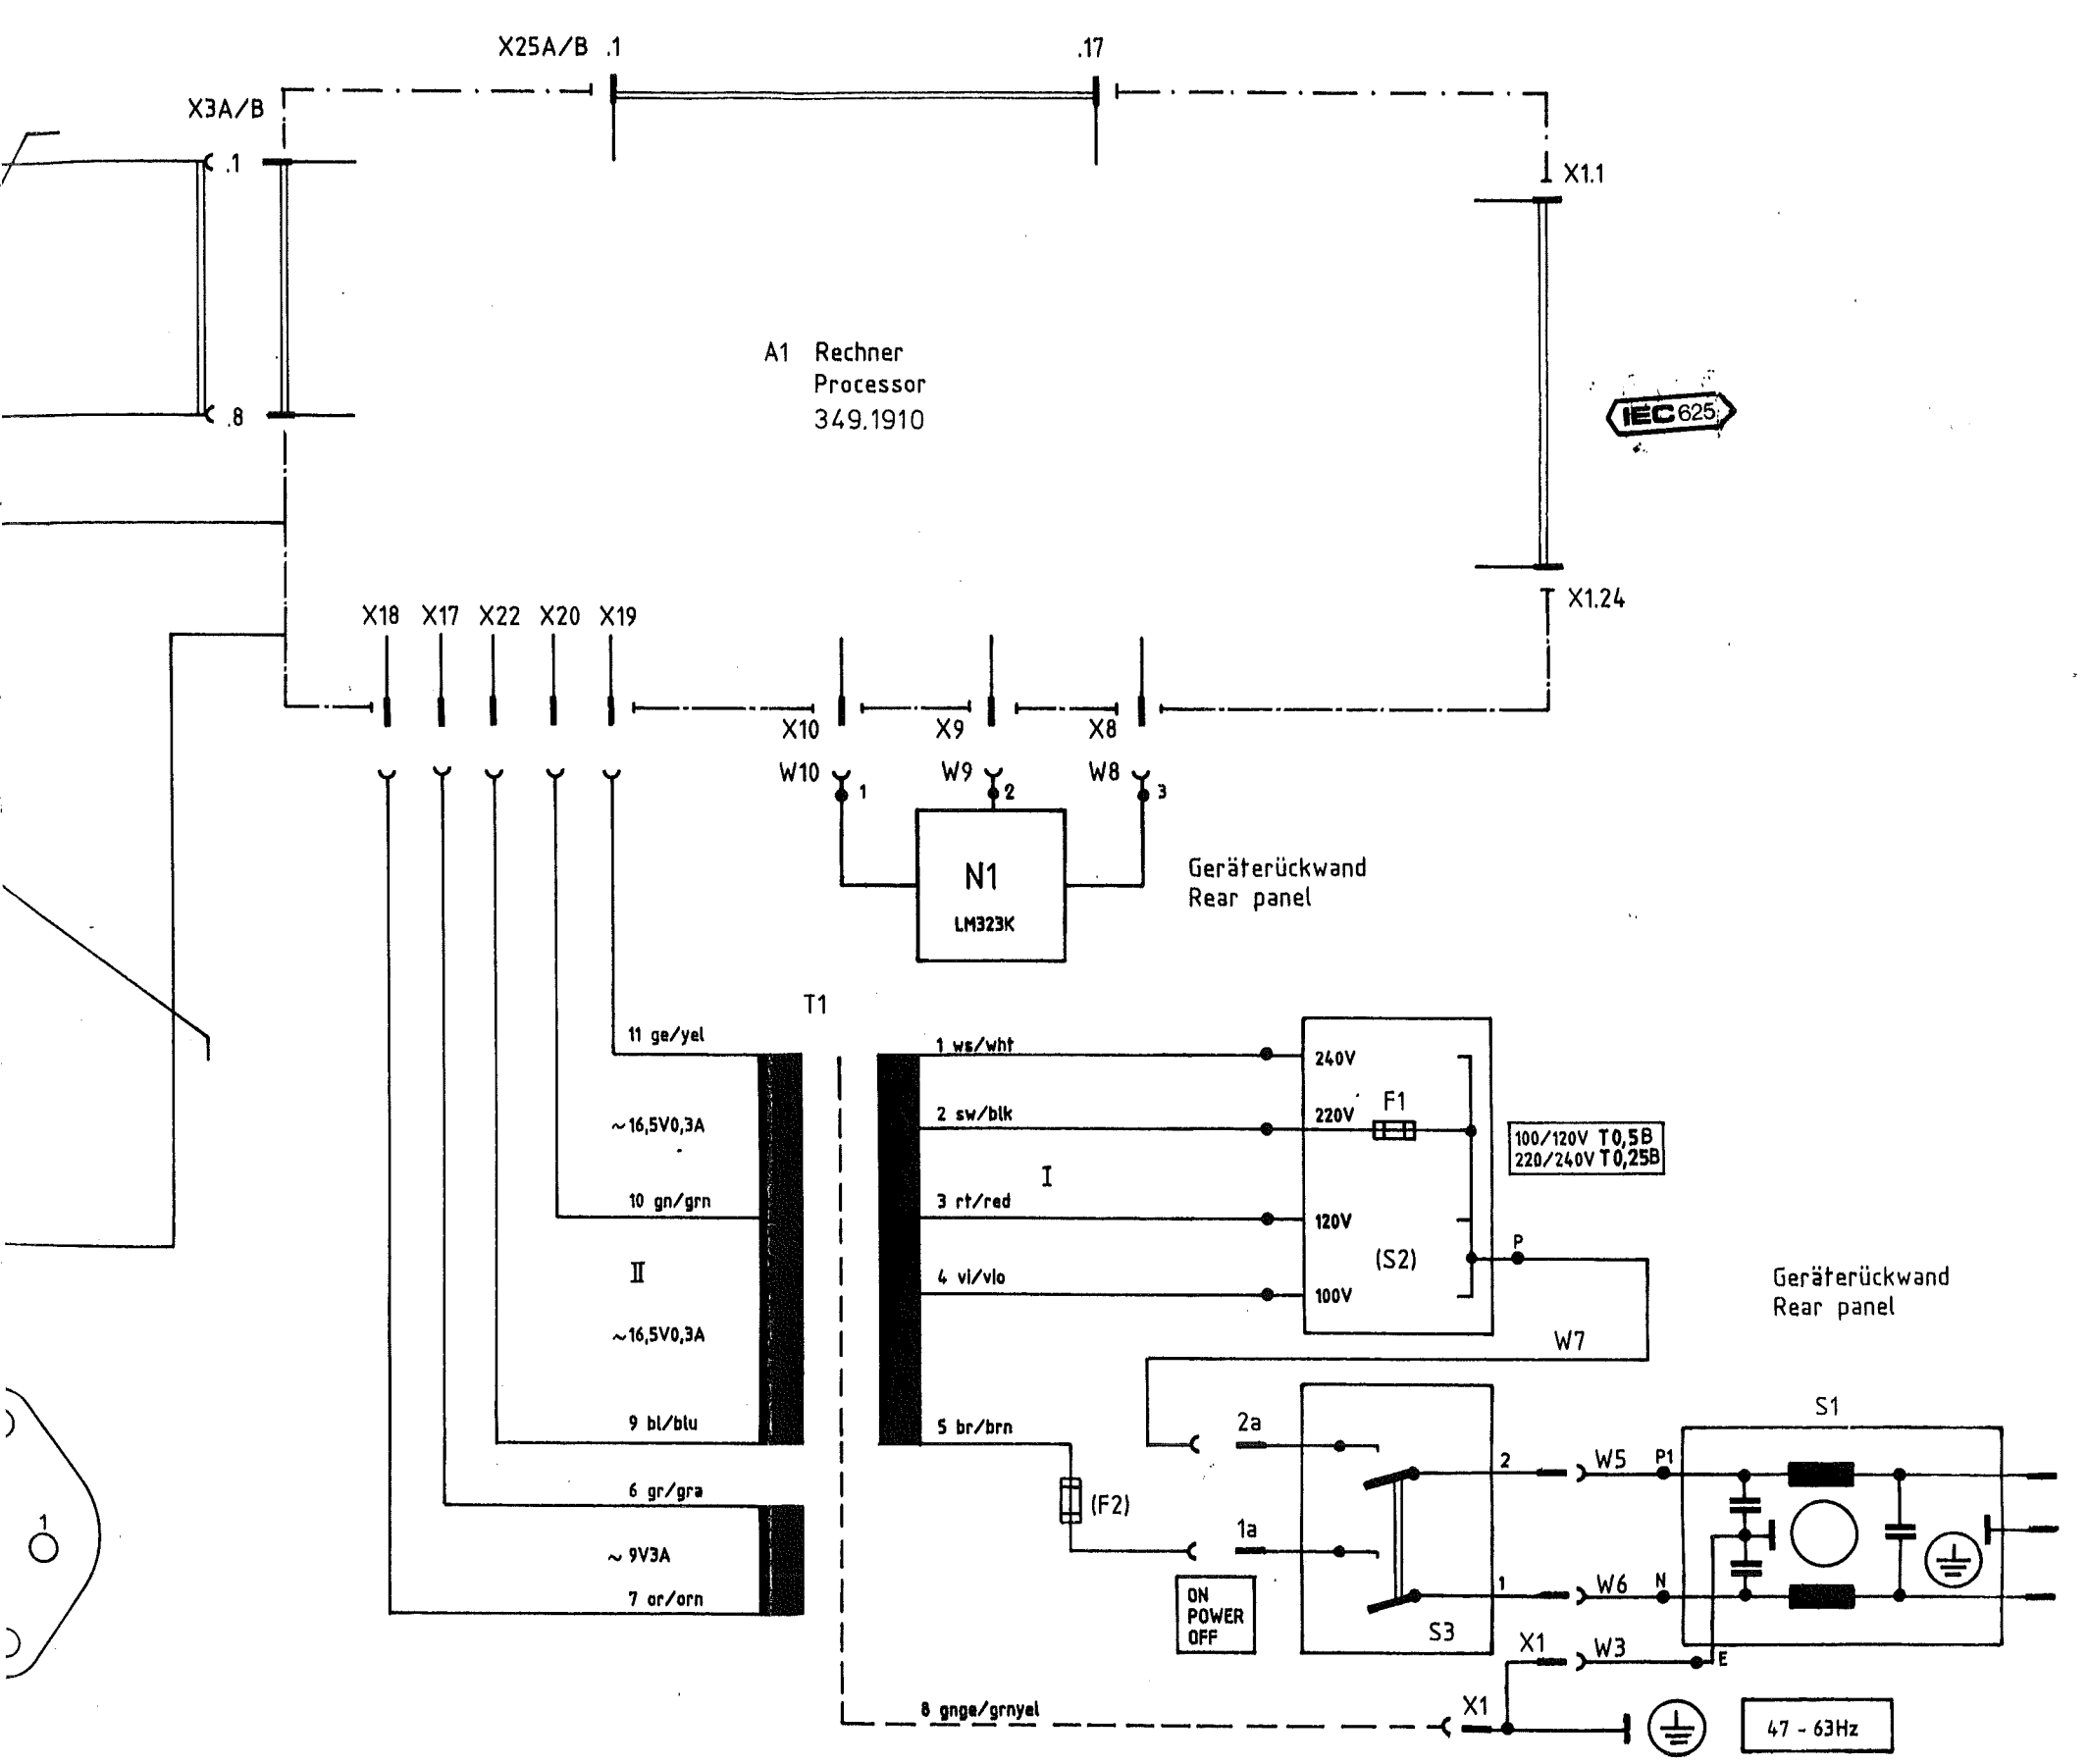 X25A/B .1 .17
X3A/B
.1
X1.1
A1 Rechner
Processor
349.1910
IEC 625
.8
X1.24
X18 X17 X22 X20 X19
X10 X9 X8
W10 W9 W8
1 2 3
N1
LM323K
Geräterückwand
Rear panel
T1
11 ge/yel
1 ws/wht
240V
~16,5V0,3A
2 sw/blk
220V
F1
100/120V T0,5B
220/240V T0,25B
I
10 gn/grn
3 rt/red
120V
(S2)
P
II
4 vi/vio
100V
Geräterückwand
Rear panel
~16,5V0,3A
W7
9 bl/blu
5 br/brn
2a
S1
2
W5 P1
6 gr/gra
(F2)
1a
1
~9V3A
7 or/orn
ON
POWER
OFF
S3
1
W6 N
X1 W3
E
8 gnge/grnyel
X1
47 - 63Hz